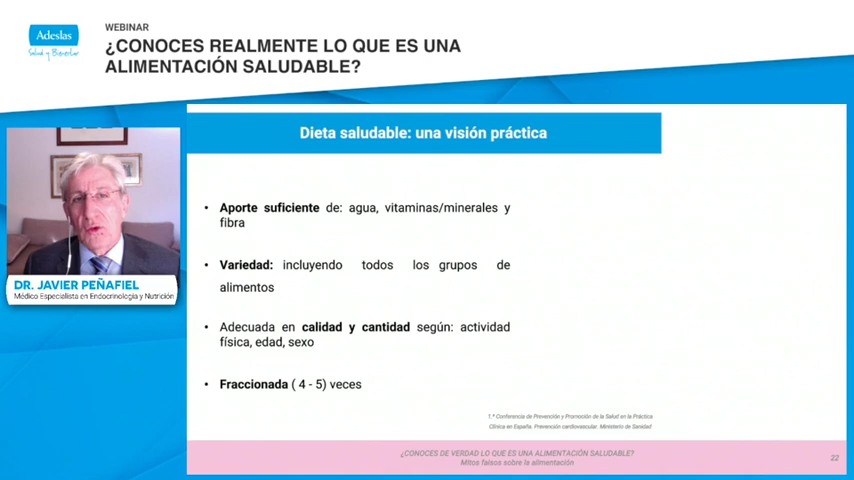 Adeslas
Salud y Bienestar
WEBINAR
¿CONOCES REALMENTE LO QUE ES UNA
ALIMENTACIÓN SALUDABLE?
Dieta saludable: una visión práctica
• Aporte suficiente de: agua, vitaminas/minerales y
fibra
• Variedad: incluyendo todos los grupos de
alimentos
• Adecuada en calidad y cantidad según: actividad
física, edad, sexo
• Fraccionada ( 4 - 5) veces
1.ª Conferencia de Prevención y Promoción de la Salud en la Práctica
Clínica en España. Prevención cardiovascular. Ministerio de Sanidad
¿CONOCES DE VERDAD LO QUE ES UNA ALIMENTACIÓN SALUDABLE?
Mitos falsos sobre la alimentación
22
DR. JAVIER PEÑAFIEL
Médico Especialista en Endocrinología y Nutrición